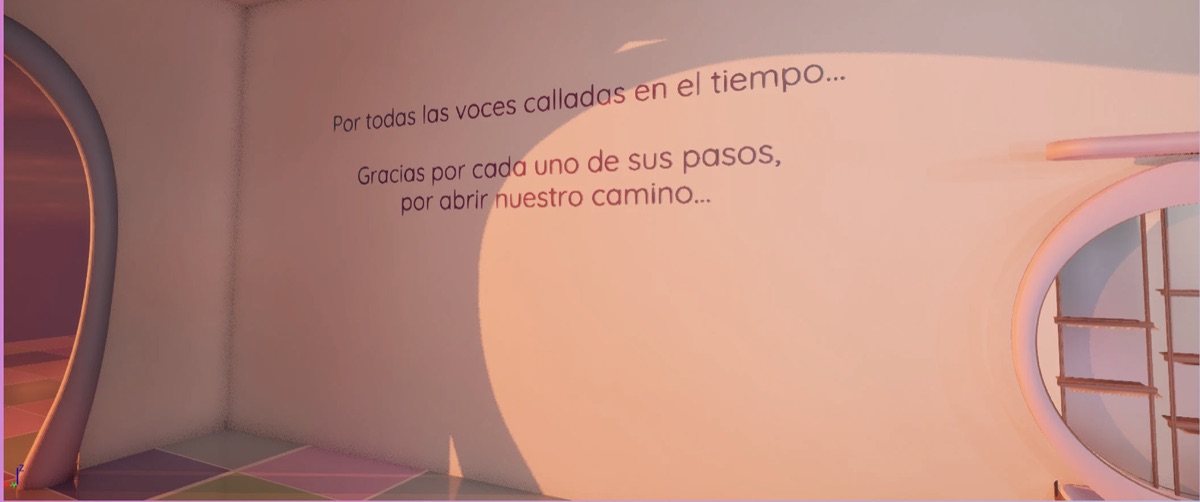 Por todas las voces calladas en el tiempo...
Gracias por cada uno de sus pasos,
por abrir nuestro camino...